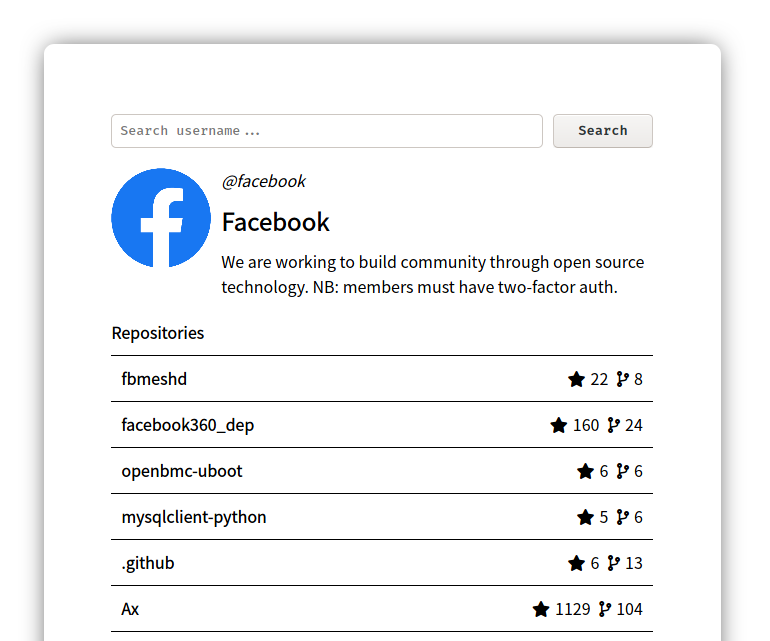 Search username...
Search
@facebook
Facebook
We are working to build community through open source
technology. NB: members must have two-factor auth.
Repositories
fbmeshd 22 8
facebook360_dep 160 24
openbmc-uboot 6 6
mysqlclient-python 5 6
.github 6 13
Ax 1129 104